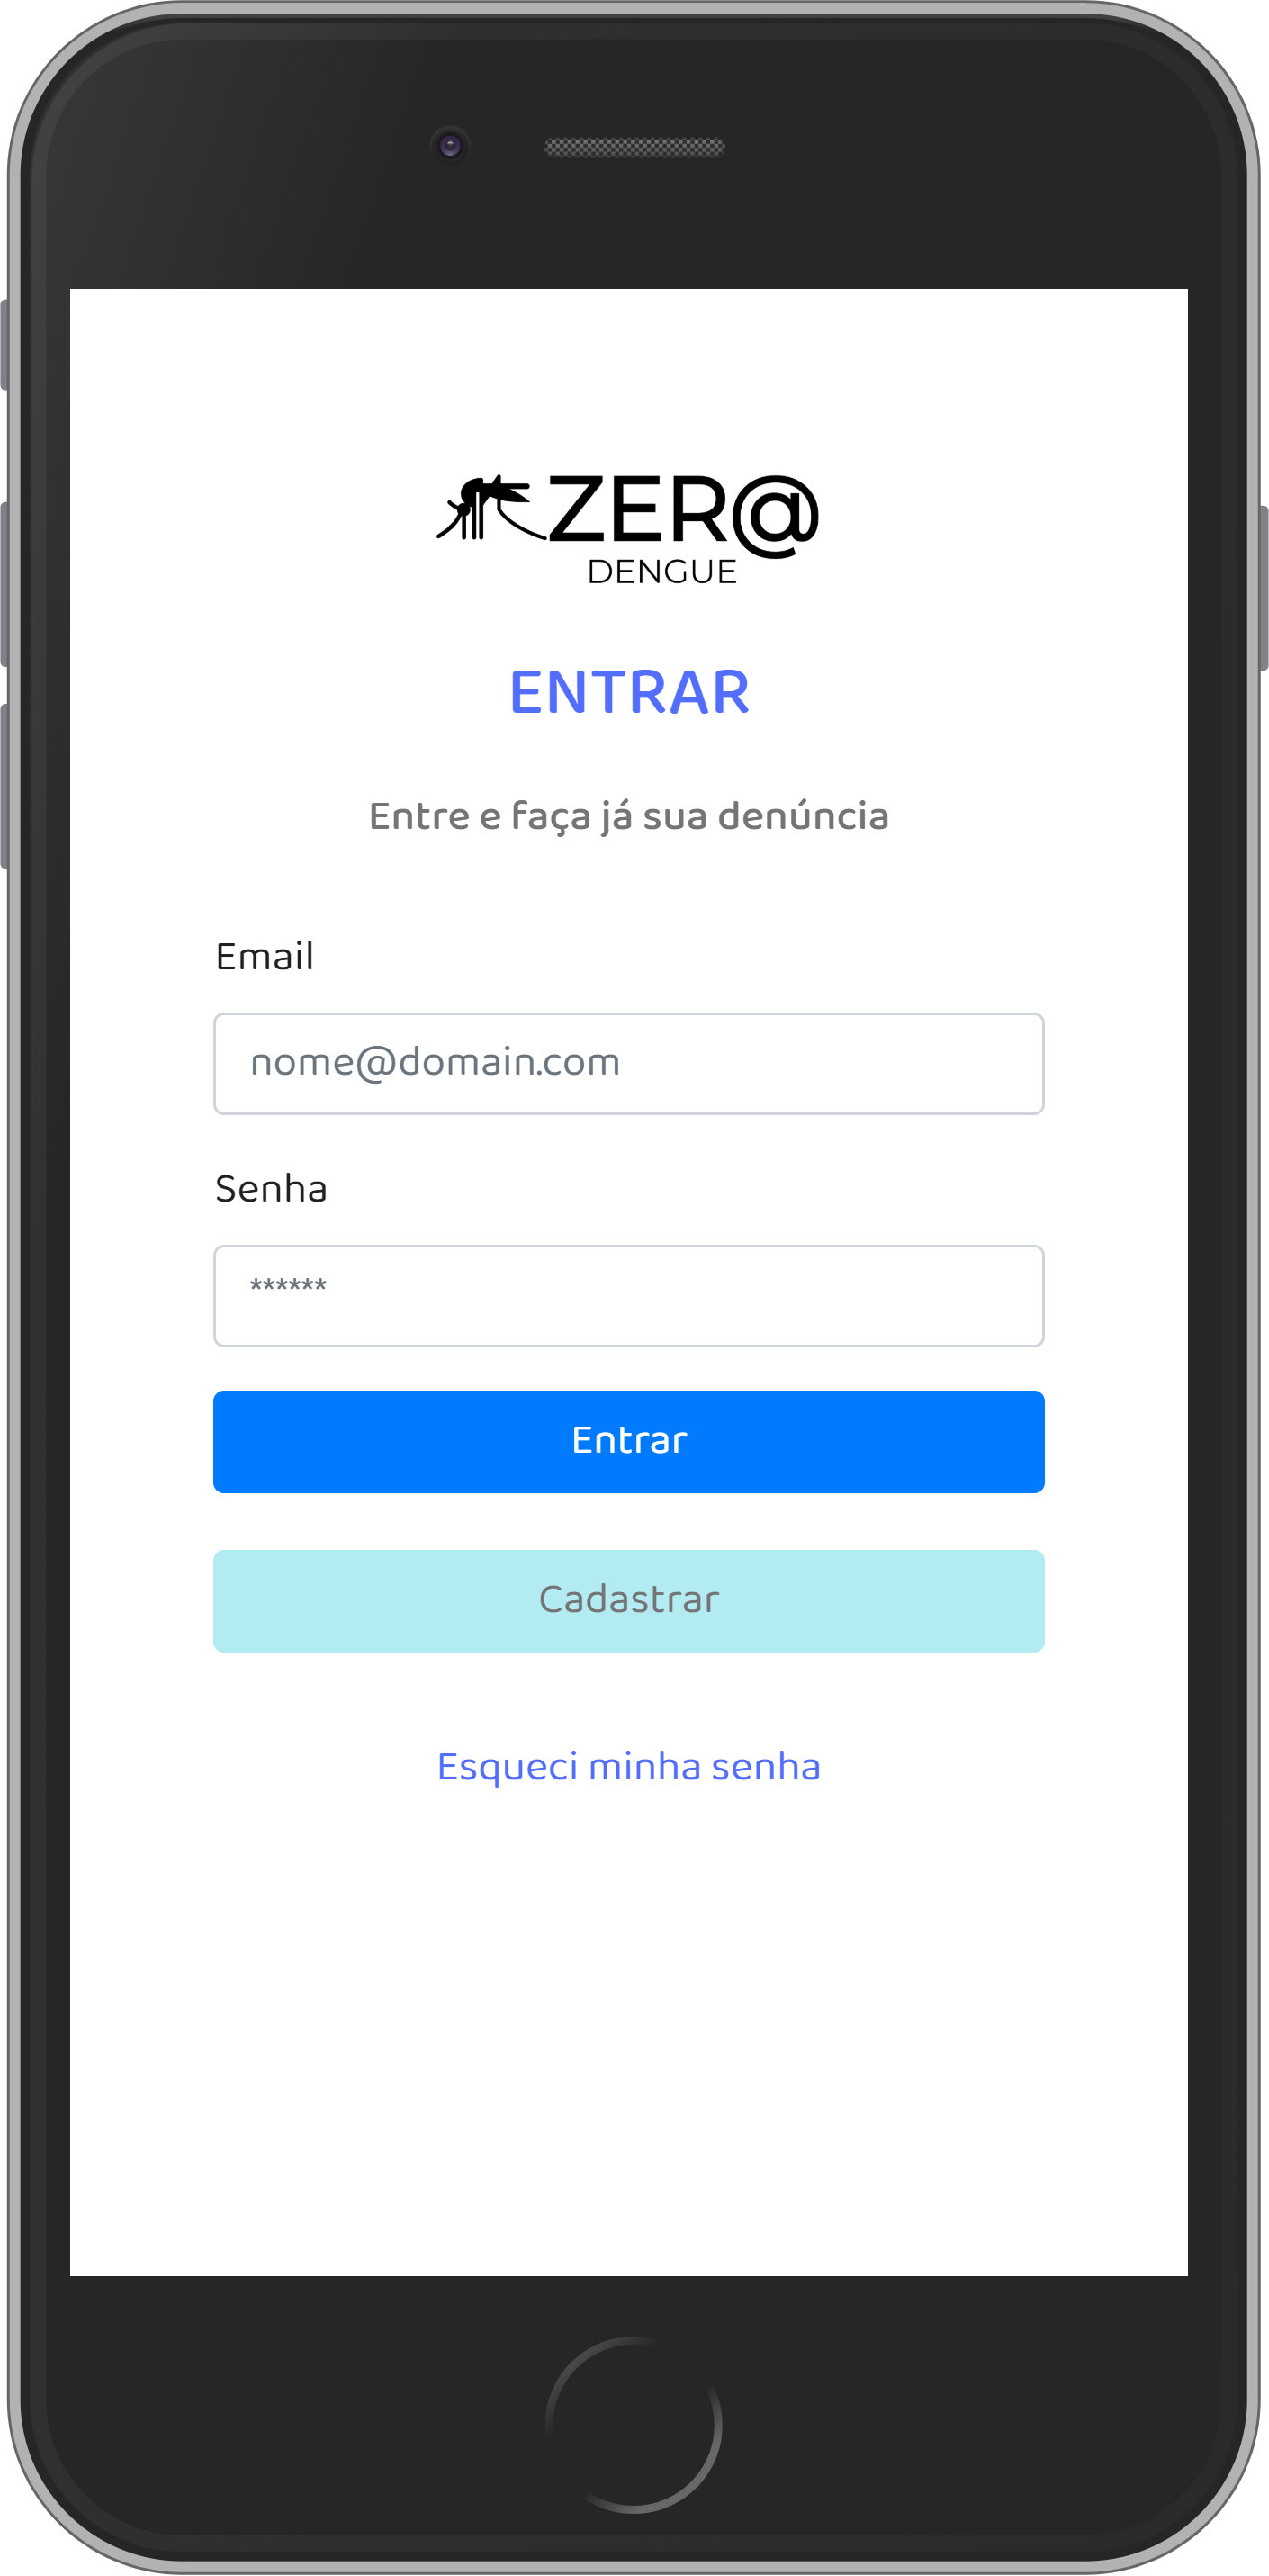 ZER@
DENGUE
ENTRAR
Entre e faça já sua denúncia
Email
nome@domain.com
Senha
******
Entrar
Cadastrar
Esqueci minha senha